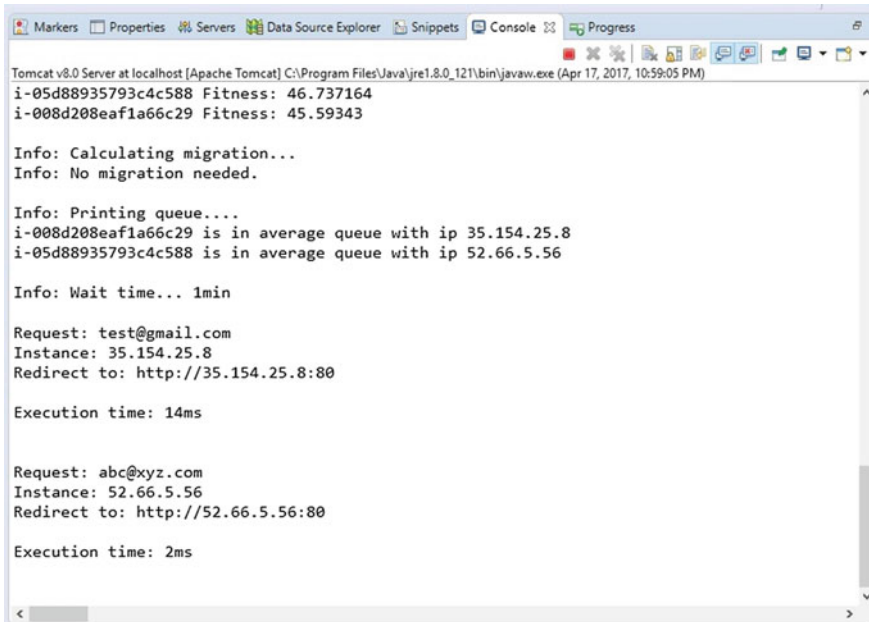 Markers Properties Servers Data Source Explorer Snippets Console Progress
Tomcat v8.0 Server at localhost [Apache Tomcat] C:\Program Files\Java\jre1.8.0_121\bin\javaw.exe (Apr 17, 2017, 10:59:05 PM)
i-05d88935793c4c588 Fitness: 46.737164
i-008d208eaf1a66c29 Fitness: 45.59343
Info: Calculating migration...
Info: No migration needed.
Info: Printing queue....
i-008d208eaf1a66c29 is in average queue with ip 35.154.25.8
i-05d88935793c4c588 is in average queue with ip 52.66.5.56
Info: Wait time... 1min
Request: test@gmail.com
Instance: 35.154.25.8
Redirect to: http://35.154.25.8:80
Execution time: 14ms
Request: abc@xyz.com
Instance: 52.66.5.56
Redirect to: http://52.66.5.56:80
Execution time: 2ms